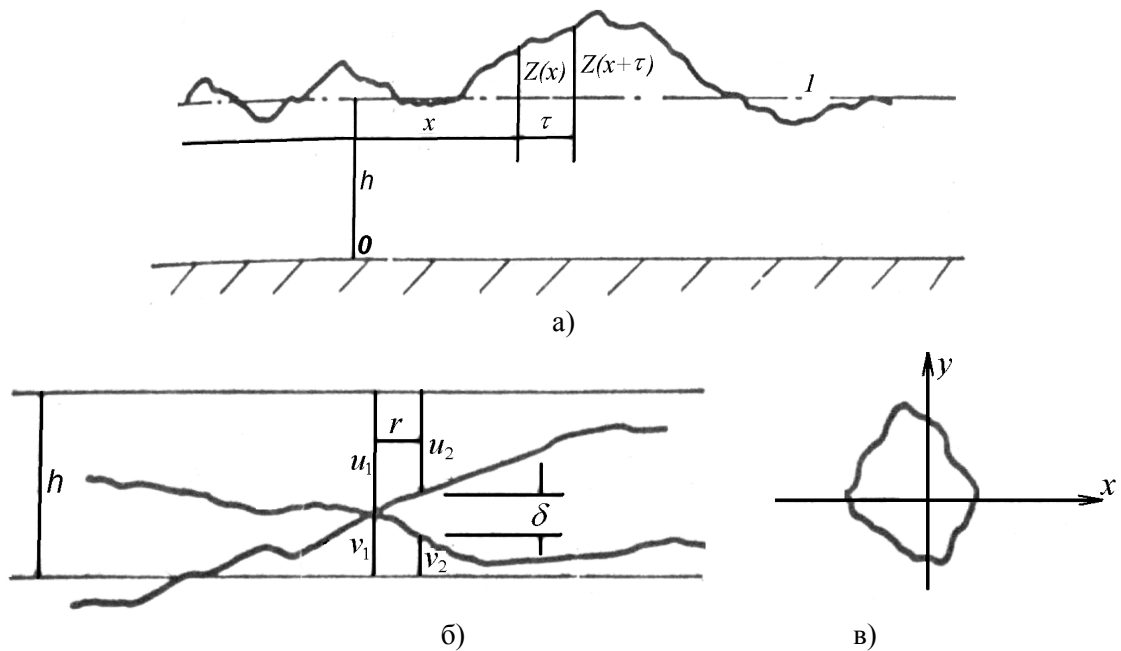 1
Z(x) Z(x+τ)
x τ
h
0
а)
r
u₁ u₂
h
δ
v₁ v₂
б)
y
x
в)